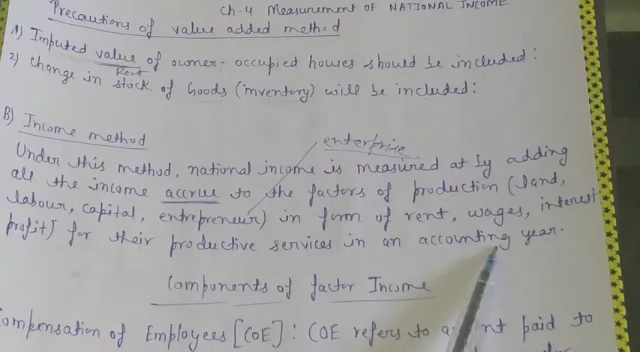 Ch-4 Measurement OF NATIONAL INCOME
Precautions of value added method
1) Imputed value of owner-occupied houses should be included:
Rent
2) change in stock of Goods (inventory) will be included:
B) Income method
enterprise
Under this method, national income is measured at by adding
all the income accrue to the factors of production (land,
labour, capital, entrepreneur) in form of rent, wages, interest
profit) for their productive services in an accounting year.
Components of factor Income
Compensation of Employees [COE]: COE refers to paid to